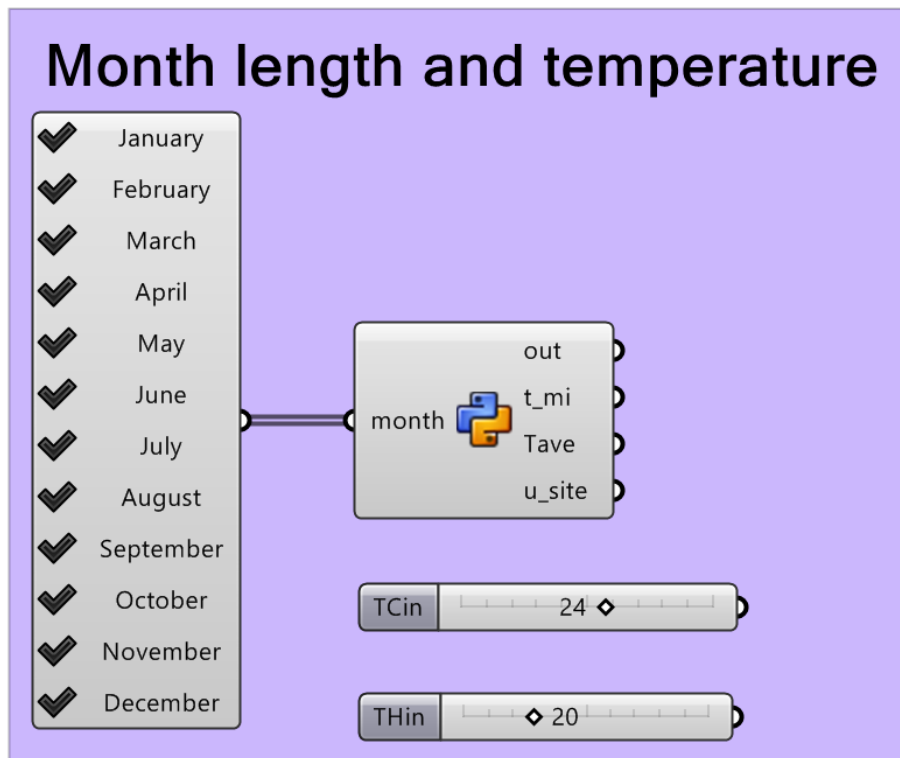 Month length and temperature
January
February
March
April
May
June
July
August
September
October
November
December
month
out
t_mi
Tave
u_site
TCin 24
THin 20